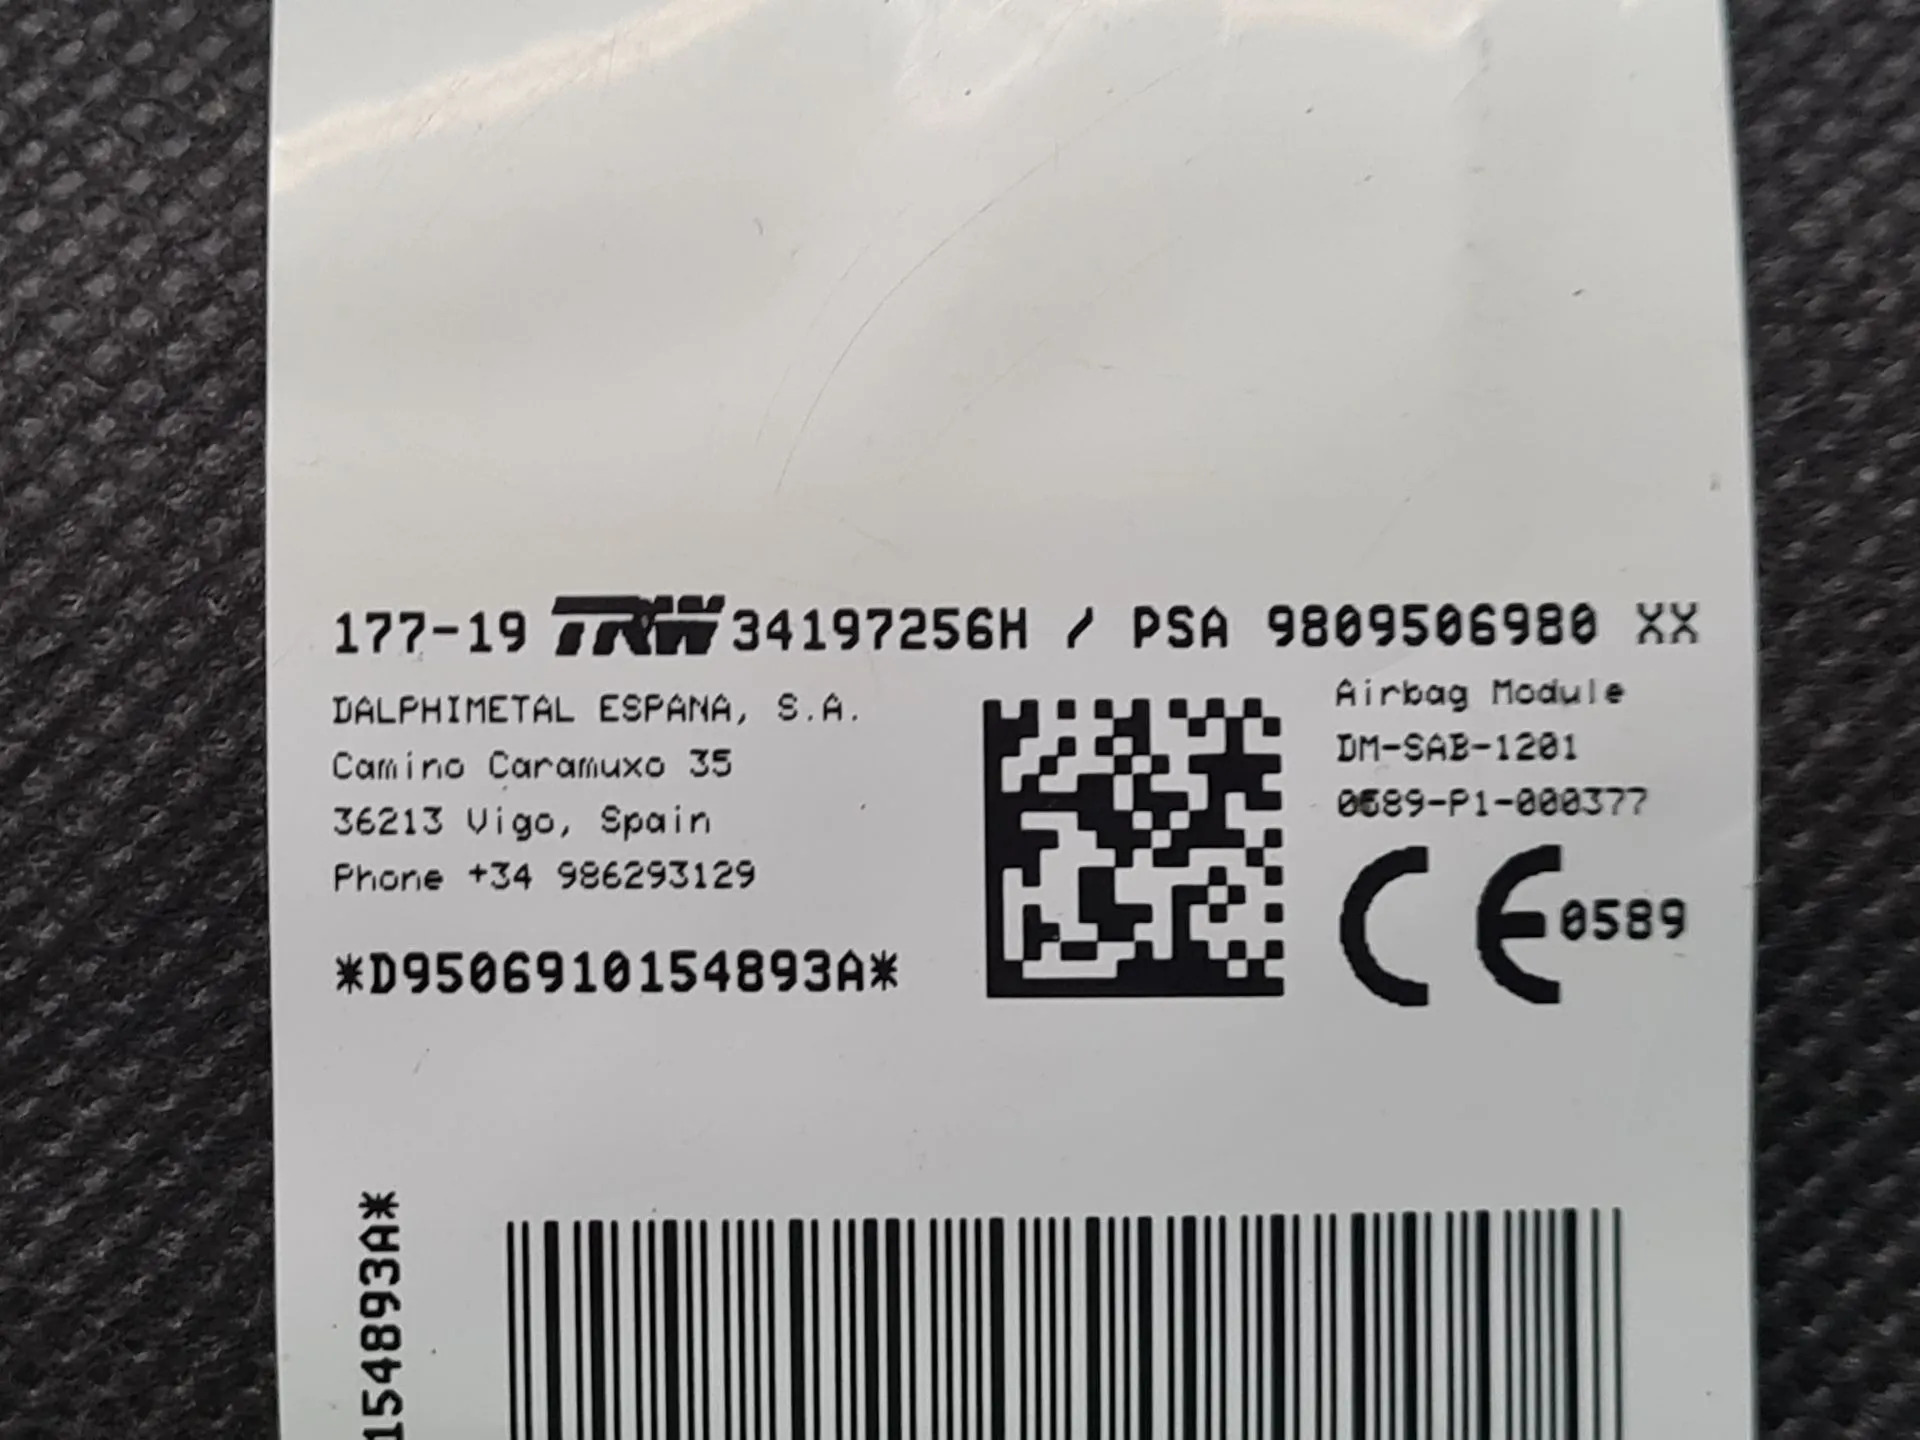 177-19 TRW 34197256H / PSA 9809506980 XX
DALPHIMETAL ESPANA, S.A.
Camino Caramuxo 35
36213 Vigo, Spain
Phone +34 986293129
*D9506910154893A*
Airbag Module
DM-SAB-1201
0589-P1-000377
CE 0589
154893A*